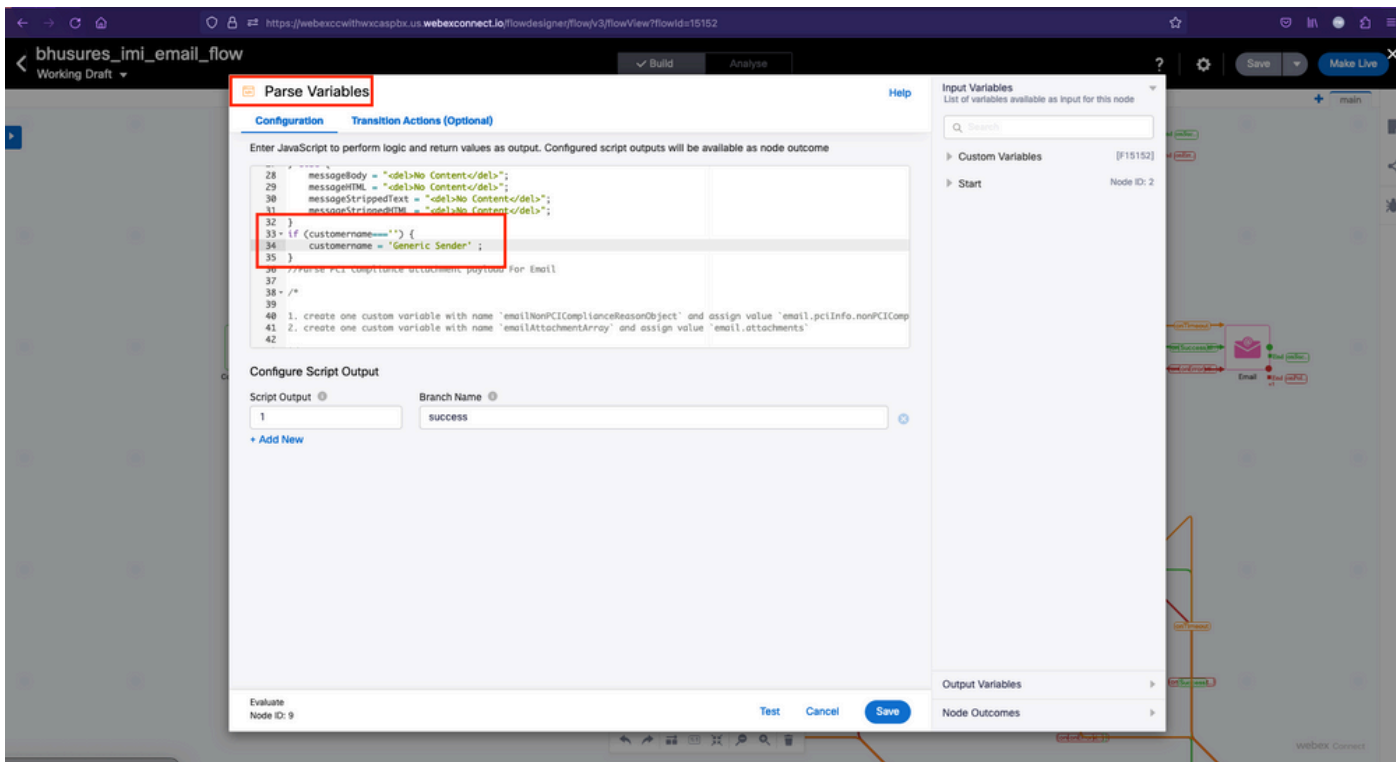 https://webexccwithwxcaspbx.us.webexconnect.io/flowdesigner/flow/v3/flowView?flowId=15152
bhusures_imi_email_flow
Working Draft
Build
Analyse
?
Save
Make Live
main
Parse Variables
Help
Configuration
Transition Actions (Optional)
Enter JavaScript to perform logic and return values as output. Configured script outputs will be available as node outcome
28 messageBody = "<del>No Content</del>";
29 messageHTML = "<del>No Content</del>";
30 messageStrippedText = "<del>No Content</del>";
31 messageStrippedHTML = "<del>No Content</del>";
32 }
33 if (customername==='') {
34 customername = 'Generic Sender' ;
35 }
36 //Parse PCI Compliance attachment payload For Email
37
38 /*
39
40 1. create one custom variable with name `emailNonPCIComplianceReasonObject` and assign value `email.pciInfo.nonPCIComp
41 2. create one custom variable with name `emailAttachmentArray` and assign value `email.attachments`
42
Configure Script Output
Script Output
Branch Name
1
success
+ Add New
Evaluate
Node ID: 9
Test
Cancel
Save
Input Variables
List of variables available as input for this node
Search
Custom Variables
[F15152]
Start
Node ID: 2
Output Variables
Node Outcomes
Email
webex Connect